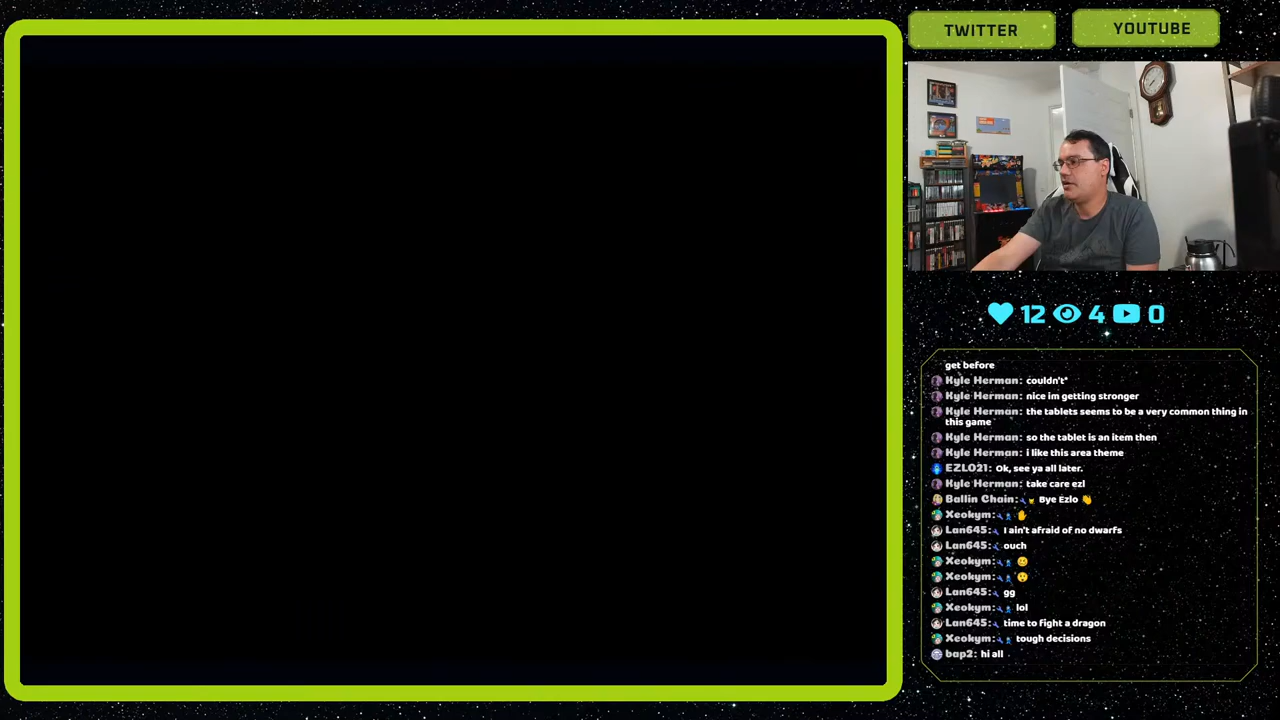 TWITTER
YOUTUBE
12
4
0
get before
Kyle Herman: couldn't*
Kyle Herman: nice im getting stronger
Kyle Herman: the tablets seems to be a very common thing in
this game
Kyle Herman: so the tablet is an item then
Kyle Herman: i like this area theme
EZLO21: Ok, see ya all later.
Kyle Herman: take care ezl
Ballin Chain: Bye Ezlo 👋
Xeokym: ✋
Lan645: I ain't afraid of no dwarfs
Lan645: ouch
Xeokym:
Xeokym: 😲
Lan645: gg
Xeokym: lol
Lan645: time to fight a dragon
Xeokym: tough decisions
bap2: hi all